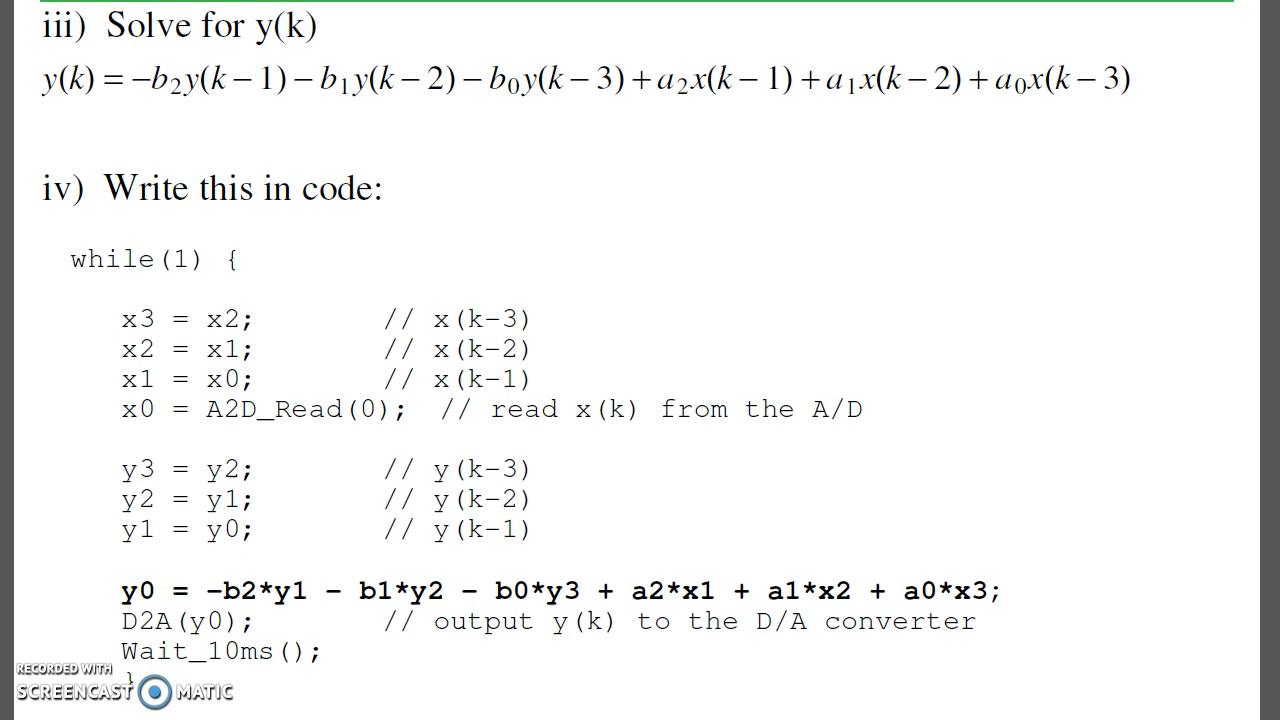 iii) Solve for y(k)
y(k) = −b₂y(k − 1) − b₁y(k − 2) − b₀y(k − 3) + a₂x(k − 1) + a₁x(k − 2) + a₀x(k − 3)
iv) Write this in code:
while(1) {
x3 = x2; // x(k-3)
x2 = x1; // x(k-2)
x1 = x0; // x(k-1)
x0 = A2D_Read(0); // read x(k) from the A/D
y3 = y2; // y(k-3)
y2 = y1; // y(k-2)
y1 = y0; // y(k-1)
y0 = -b2*y1 - b1*y2 - b0*y3 + a2*x1 + a1*x2 + a0*x3;
D2A(y0); // output y(k) to the D/A converter
Wait_10ms();
}
RECORDED WITH
SCREENCAST MATIC